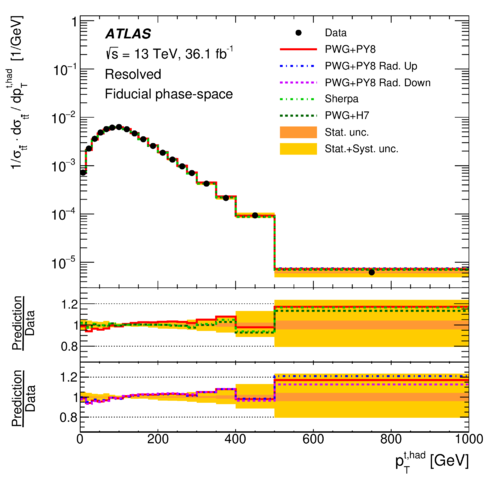 ATLAS
√s = 13 TeV, 36.1 fb⁻¹
Resolved
Fiducial phase-space
Data
PWG+PY8
PWG+PY8 Rad. Up
PWG+PY8 Rad. Down
Sherpa
PWG+H7
Stat. unc.
Stat.+Syst. unc.
1/σ_tt̄ · dσ_tt̄ / dp_T^{t,had} [1/GeV]
1
10⁻¹
10⁻²
10⁻³
10⁻⁴
10⁻⁵
Prediction
Data
1.2
1
0.8
Prediction
Data
1.2
1
0.8
0 200 400 600 800 1000
p_T^{t,had} [GeV]